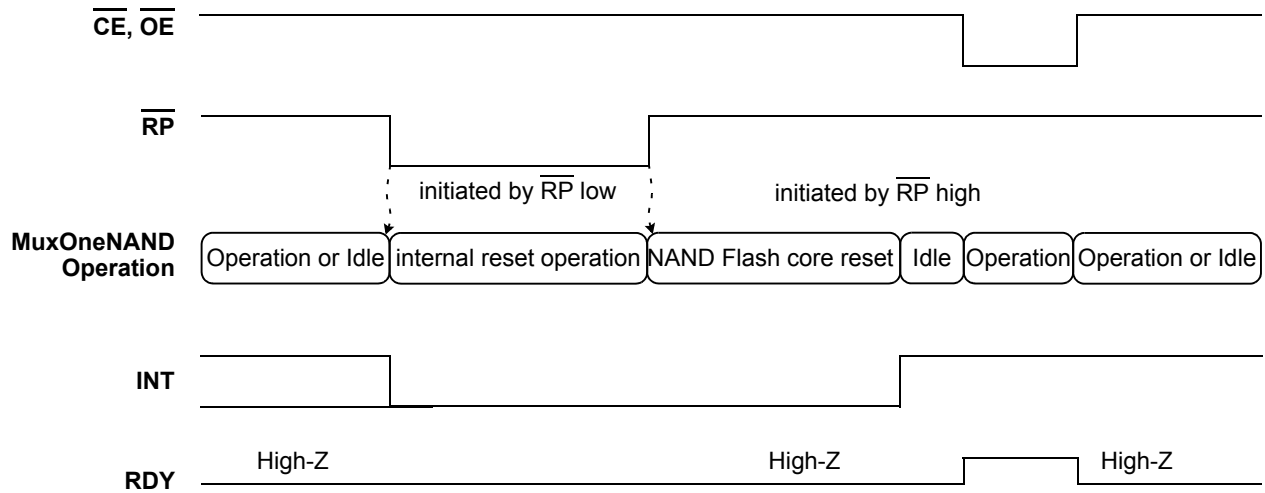 CE, OE
RP
initiated by RP low
initiated by RP high
MuxOneNAND
Operation
Operation or Idle
internal reset operation
NAND Flash core reset
Idle
Operation
Operation or Idle
INT
High-Z
High-Z
High-Z
RDY